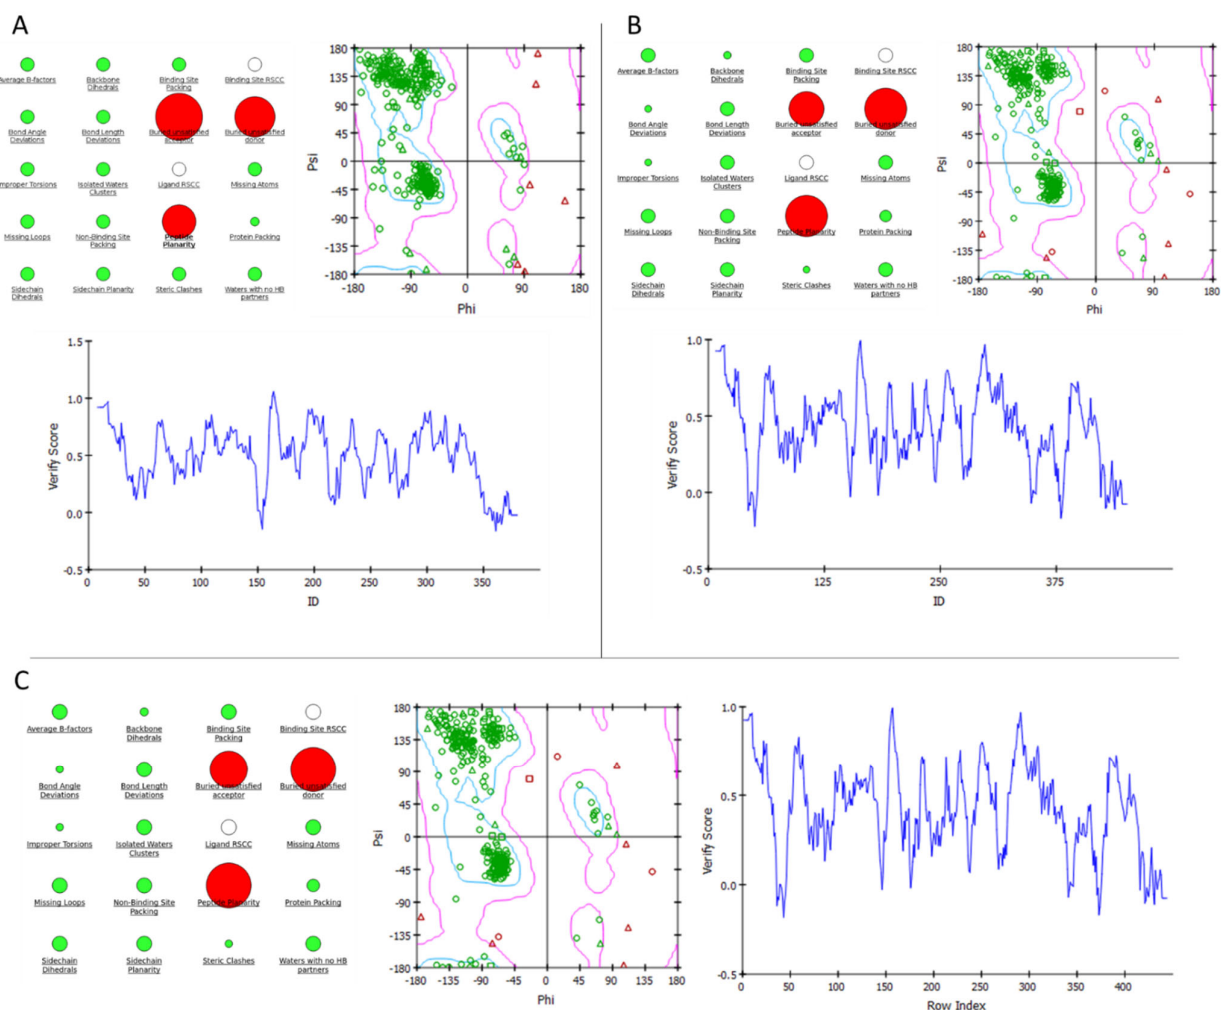 A
Average B-factors
Backbone
Dihedrals
Binding Site
Packing
Binding Site RSCC
Bond Angle
Deviations
Bond Length
Deviations
Buried unsatisfied
acceptor
Buried unsatisfied
donor
Improper Torsions
Isolated Waters
Clusters
Ligand RSCC
Missing Atoms
Missing Loops
Non-Binding Site
Packing
Peptide
Planarity
Protein Packing
Sidechain
Dihedrals
Sidechain Planarity
Steric Clashes
Waters with no HB
partners
180
135
90
45
0
-45
-90
-135
-180
Psi
-180 -90 0 90 180
Phi
1.5
1.0
0.5
0.0
-0.5
Verify Score
0 50 100 150 200 250 300 350
ID
B
Average B-factors
Backbone
Dihedrals
Binding Site
Packing
Binding Site RSCC
Bond Angle
Deviations
Bond Length
Deviations
Buried unsatisfied
acceptor
Buried unsatisfied
donor
Improper Torsions
Isolated Waters
Clusters
Ligand RSCC
Missing Atoms
Missing Loops
Non-Binding Site
Packing
Peptide Planarity
Protein Packing
Sidechain
Dihedrals
Sidechain
Planarity
Steric Clashes
Waters with no HB
partners
180
135
90
45
0
-45
-90
-135
-180
Psi
-180 -90 0 90 180
Phi
1.0
0.5
0.0
-0.5
Verify Score
0 125 250 375
ID
C
Average B-factors
Backbone
Dihedrals
Binding Site
Packing
Binding Site RSCC
Bond Angle
Deviations
Bond Length
Deviations
Buried unsatisfied
acceptor
Buried unsatisfied
donor
Improper Torsions
Isolated Waters
Clusters
Ligand RSCC
Missing Atoms
Missing Loops
Non-Binding Site
Packing
Peptide Planarity
Protein Packing
Sidechain
Dihedrals
Sidechain
Planarity
Steric Clashes
Waters with no HB
partners
180
135
90
45
0
-45
-90
-135
-180
Psi
-180 -135 -90 -45 0 45 90 135 180
Phi
1.0
0.5
0.0
-0.5
Verify Score
0 50 100 150 200 250 300 350 400
Row Index